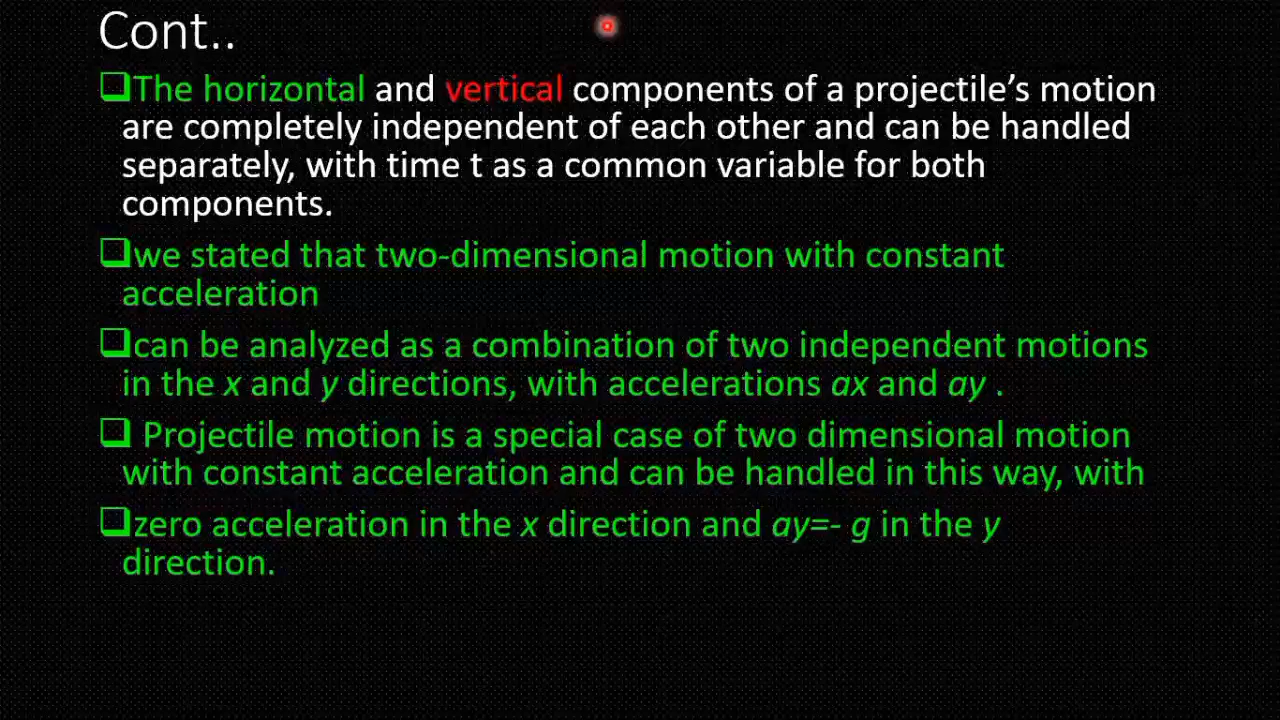 Cont..
❑The horizontal and vertical components of a projectile’s motion
are completely independent of each other and can be handled
separately, with time t as a common variable for both
components.
❑we stated that two-dimensional motion with constant
acceleration
❑can be analyzed as a combination of two independent motions
in the x and y directions, with accelerations ax and ay .
❑ Projectile motion is a special case of two dimensional motion
with constant acceleration and can be handled in this way, with
❑zero acceleration in the x direction and ay=- g in the y
direction.